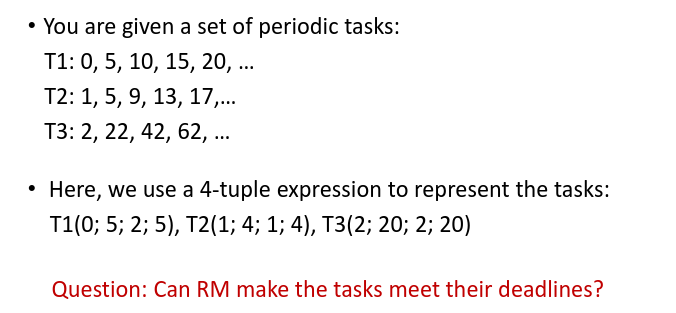 • You are given a set of periodic tasks:
T1: 0, 5, 10, 15, 20, ...
T2: 1, 5, 9, 13, 17,...
T3: 2, 22, 42, 62, ...
• Here, we use a 4-tuple expression to represent the tasks:
T1(0; 5; 2; 5), T2(1; 4; 1; 4), T3(2; 20; 2; 20)
Question: Can RM make the tasks meet their deadlines?